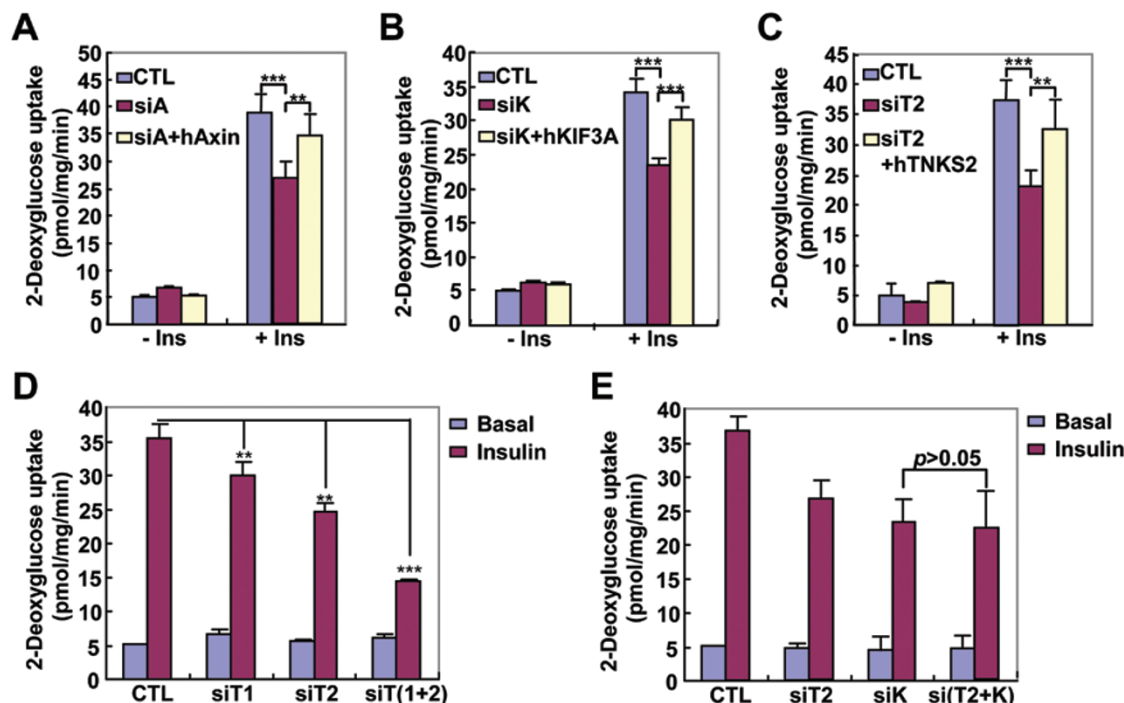 A
2-Deoxyglucose uptake
(pmol/mg/min)
50
45
40
35
30
25
20
15
10
5
0
CTL
siA
siA+hAxin
***
**
- Ins
+ Ins
B
2-Deoxyglucose uptake
(pmol/mg/min)
40
35
30
25
20
15
10
5
0
CTL
siK
siK+hKIF3A
***
***
- Ins
+ Ins
C
2-Deoxyglucose uptake
(pmol/mg/min)
45
40
35
30
25
20
15
10
5
0
CTL
siT2
siT2
+hTNKS2
***
**
- Ins
+ Ins
D
2-Deoxyglucose uptake
(pmol/mg/min)
40
35
30
25
20
15
10
5
0
**
**
***
CTL
siT1
siT2
siT(1+2)
Basal
Insulin
E
2-Deoxyglucose uptake
(pmol/mg/min)
40
35
30
25
20
15
10
5
0
p>0.05
CTL
siT2
siK
si(T2+K)
Basal
Insulin